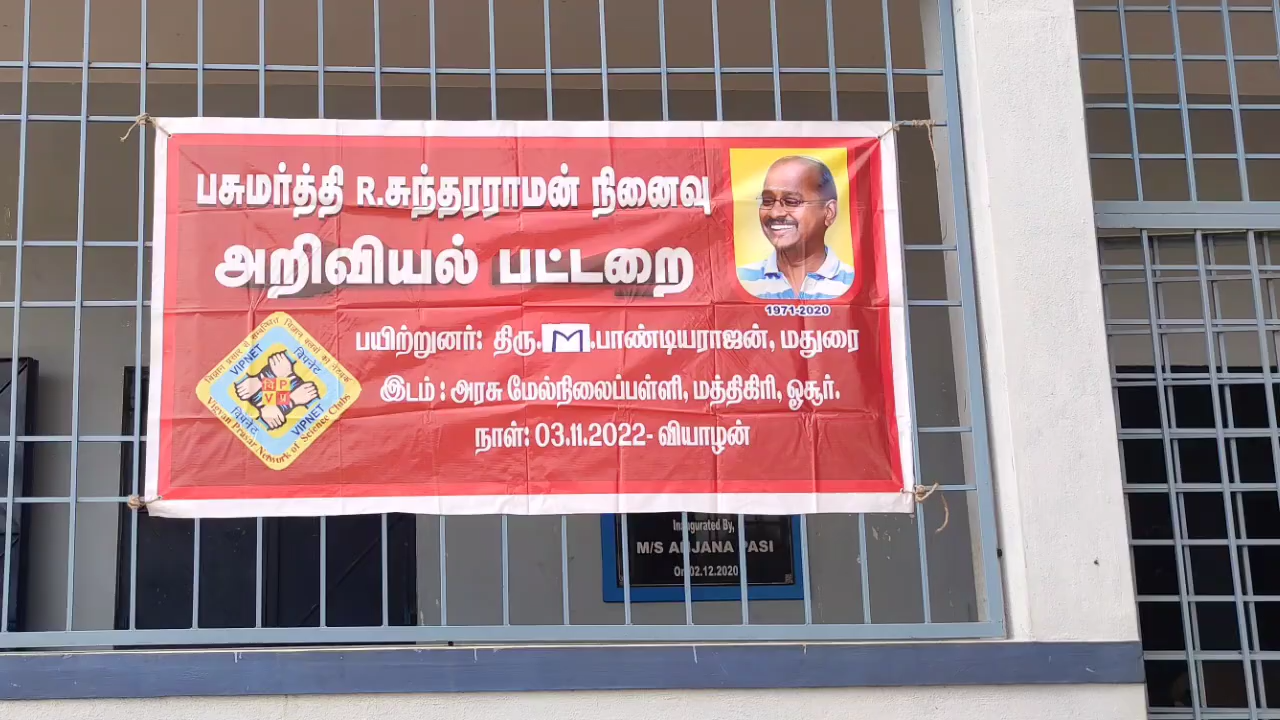 பசுமர்த்தி R.சுந்தரராமன் நினைவு
அறிவியல் பட்டறை
1971-2020
பயிற்றுனர்: திரு.M.பாண்டியராஜன், மதுரை
இடம் : அரசு மேல்நிலைப்பள்ளி, மத்திகிரி, ஓசூர்.
நாள்: 03.11.2022- வியாழன்
VIPNET विपनेट
वि P
V प्र
विपनेट VIPNET
Vigyan Prasar Network of Science Clubs
Inaugurated By,
M/S ANJANA PASI
On 02.12.2020